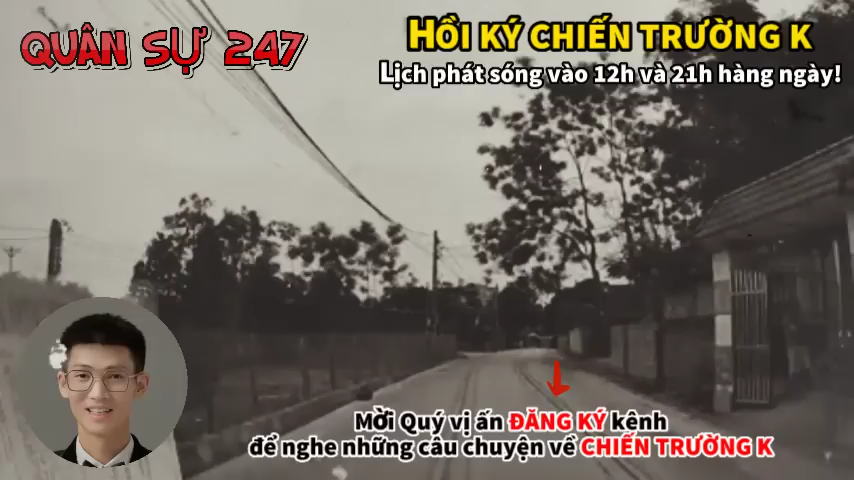 QUÂN SỰ 247
HỒI KÝ CHIẾN TRƯỜNG K
Lịch phát sóng vào 12h và 21h hàng ngày!
Mời Quý vị ấn ĐĂNG KÝ kênh
để nghe những câu chuyện về CHIẾN TRƯỜNG K